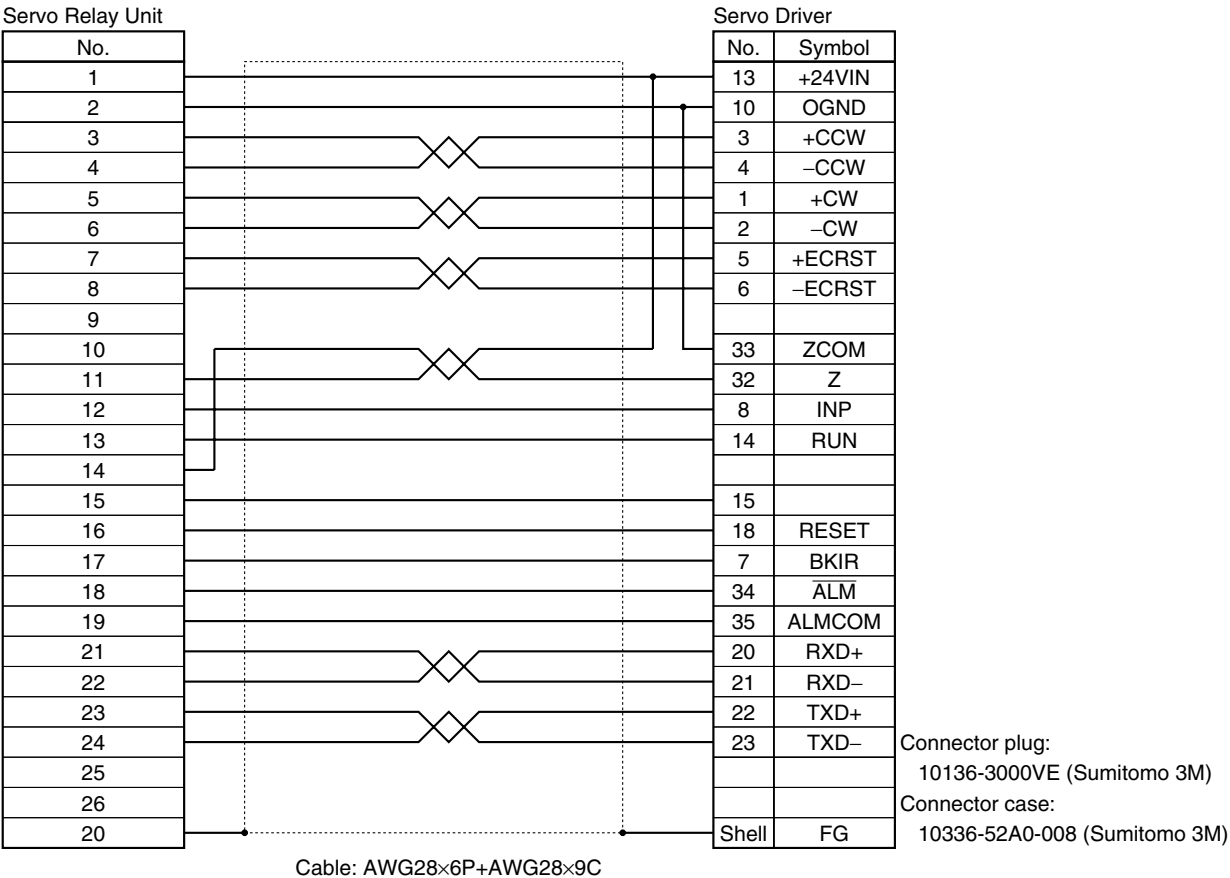 Servo Relay Unit Servo Driver
No. No. Symbol
1 13 +24VIN
2 10 OGND
3 3 +CCW
4 4 −CCW
5 1 +CW
6 2 −CW
7 5 +ECRST
8 6 −ECRST
9
10 33 ZCOM
11 32 Z
12 8 INP
13 14 RUN
14
15 15
16 18 RESET
17 7 BKIR
18 34 ALM
19 35 ALMCOM
21 20 RXD+
22 21 RXD−
23 22 TXD+
24 23 TXD− Connector plug:
25 10136-3000VE (Sumitomo 3M)
26 Connector case:
20 Shell FG 10336-52A0-008 (Sumitomo 3M)
Cable: AWG28×6P+AWG28×9C